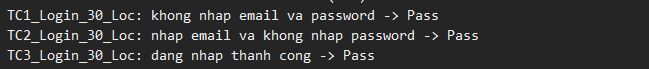 TC1_Login_30_Loc: khong nhap email va password -> Pass
TC2_Login_30_Loc: nhap email va khong nhap password -> Pass
TC3_Login_30_Loc: dang nhap thanh cong -> Pass